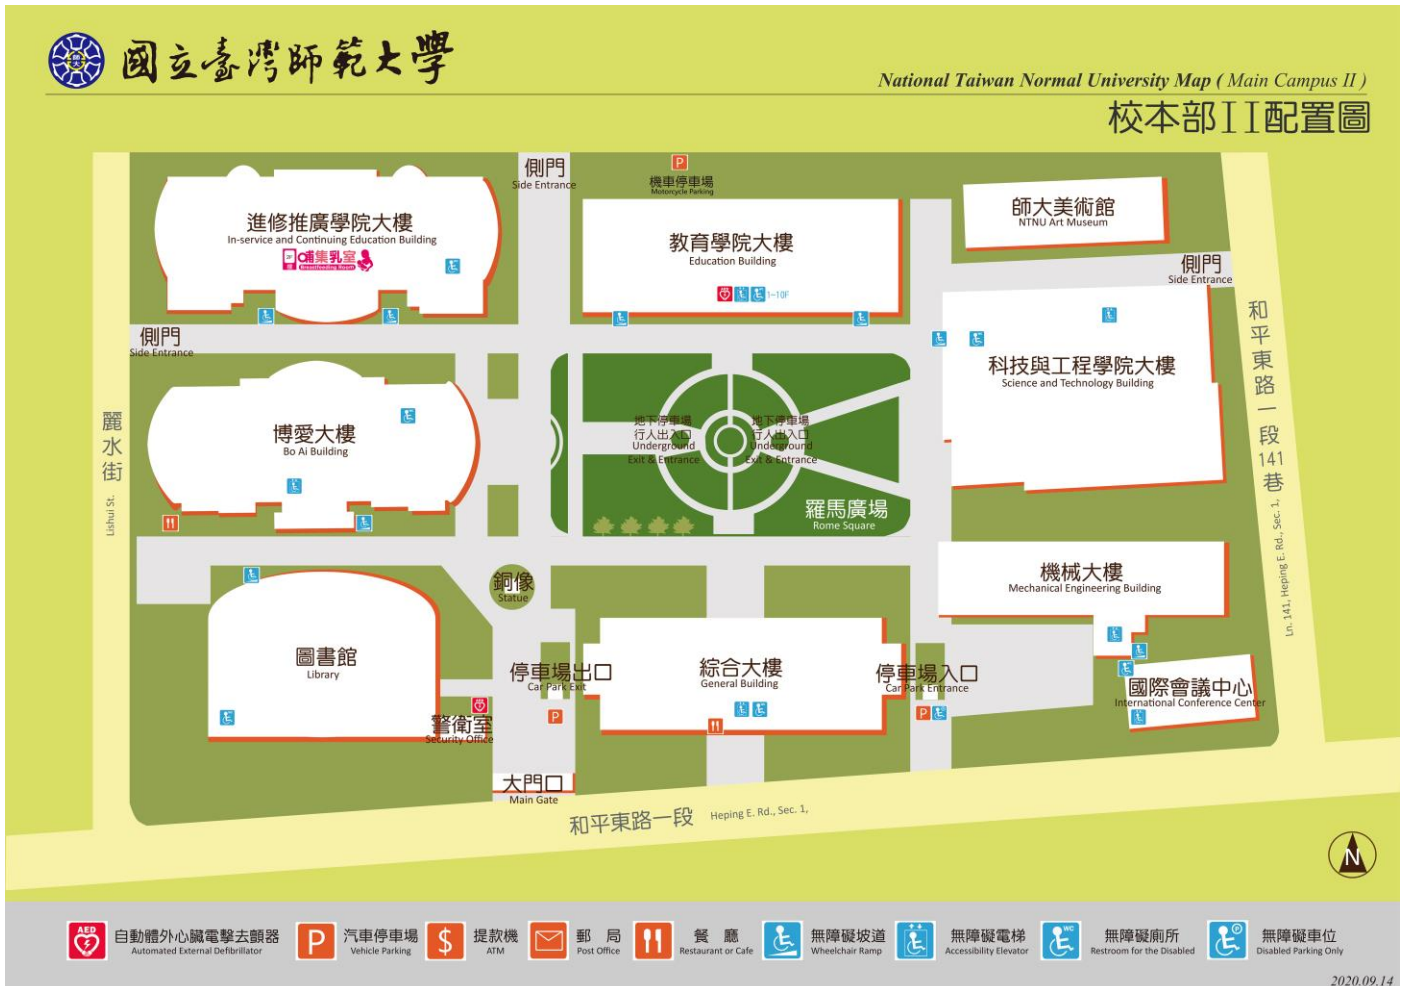 國立臺灣師範大學
National Taiwan Normal University Map ( Main Campus II )
校本部II配置圖
側門
Side Entrance
P
機車停車場
Motorcycle Parking
師大美術館
NTNU Art Museum
進修推廣學院大樓
In-service and Continuing Education Building
哺集乳室
Breastfeeding Room
教育學院大樓
Education Building
1~10F
側門
Side Entrance
側門
Side Entrance
和平東路一段141巷
Ln. 141, Heping E. Rd., Sec. 1,
科技與工程學院大樓
Science and Technology Building
麗水街
Lishui St.
博愛大樓
Bo Ai Building
地下停車場
行人出入口
Underground
Exit & Entrance
地下停車場
行人出入口
Underground
Exit & Entrance
羅馬廣場
Rome Square
銅像
Statue
機械大樓
Mechanical Engineering Building
圖書館
Library
停車場出口
Car Park Exit
P
綜合大樓
General Building
停車場入口
Car Park Entrance
P
國際會議中心
International Conference Center
警衛室
Security Office
大門口
Main Gate
和平東路一段
Heping E. Rd., Sec. 1,
N
AED
自動體外心臟電擊去顫器
Automated External Defibrillator
P
汽車停車場
Vehicle Parking
$
提款機
ATM
郵 局
Post Office
餐 廳
Restaurant or Cafe
無障礙坡道
Wheelchair Ramp
無障礙電梯
Accessibility Elevator
WC
無障礙廁所
Restroom for the Disabled
P
無障礙車位
Disabled Parking Only
2020.09.14